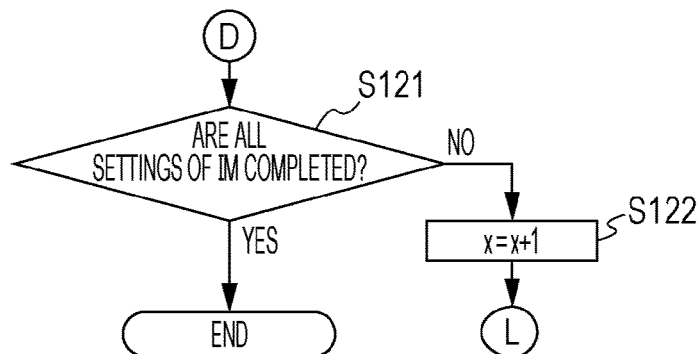 D
S121
ARE ALL
SETTINGS OF IM COMPLETED?
NO
YES
S122
x=x+1
END
L